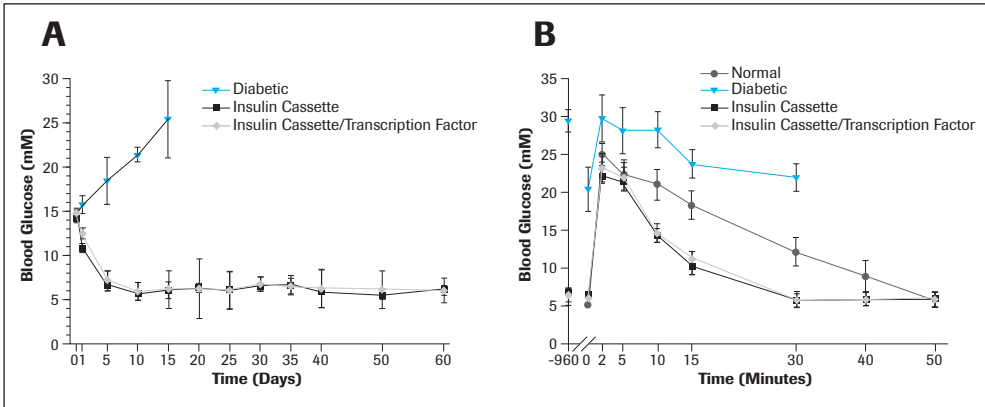 A
Blood Glucose (mM)
30
25
20
15
10
5
0
Diabetic
Insulin Cassette
Insulin Cassette/Transcription Factor
01 5 10 15 20 25 30 35 40 50 60
Time (Days)
B
Blood Glucose (mM)
35
30
25
20
15
10
5
0
Normal
Diabetic
Insulin Cassette
Insulin Cassette/Transcription Factor
-960 0 2 5 10 15 30 40 50
Time (Minutes)